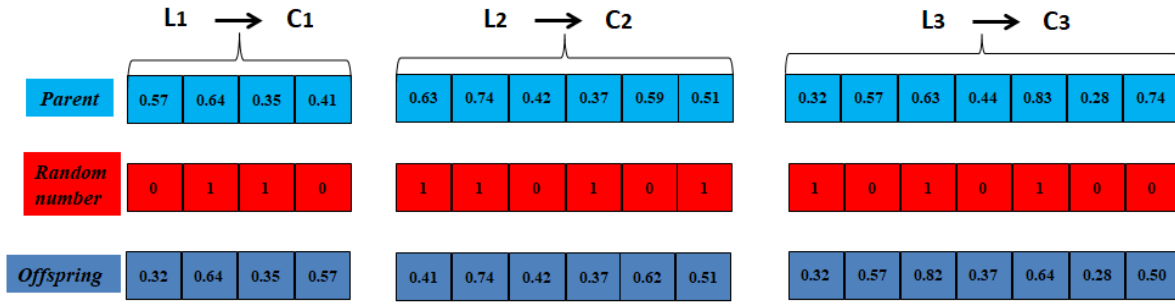 L1 → C1 L2 → C2 L3 → C3
Parent 0.57 0.64 0.35 0.41 0.63 0.74 0.42 0.37 0.59 0.51 0.32 0.57 0.63 0.44 0.83 0.28 0.74
Random
number 0 1 1 0 1 1 0 1 0 1 1 0 1 0 1 0 0
Offspring 0.32 0.64 0.35 0.57 0.41 0.74 0.42 0.37 0.62 0.51 0.32 0.57 0.82 0.37 0.64 0.28 0.50